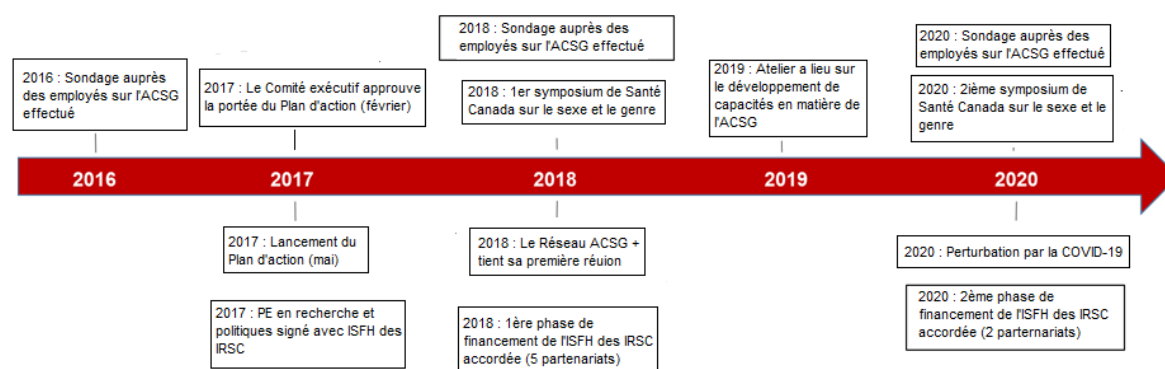 2016 : Sondage auprès
des employés sur l'ACSG
effectué
2017 : Le Comité exécutif approuve
la portée du Plan d'action (février)
2018 : Sondage auprès des
employés sur l'ACSG effectué
2018 : 1er symposium de Santé
Canada sur le sexe et le genre
2019 : Atelier a lieu sur
le développement de
capacités en matière de
l'ACSG
2020 : Sondage auprès des
employés sur l'ACSG effectué
2020 : 2ième symposium de
Santé Canada sur le sexe et le
genre
2016
2017
2018
2019
2020
2017 : Lancement du
Plan d'action (mai)
2017 : PE en recherche et
politiques signé avec ISFH des
IRSC
2018 : Le Réseau ACSG +
tient sa première réuion
2018 : 1ère phase de
financement de l'ISFH des IRSC
accordée (5 partenariats)
2020 : Perturbation par la COVID-19
2020 : 2ème phase de
financement de l'ISFH des IRSC
accordée (2 parternariats)